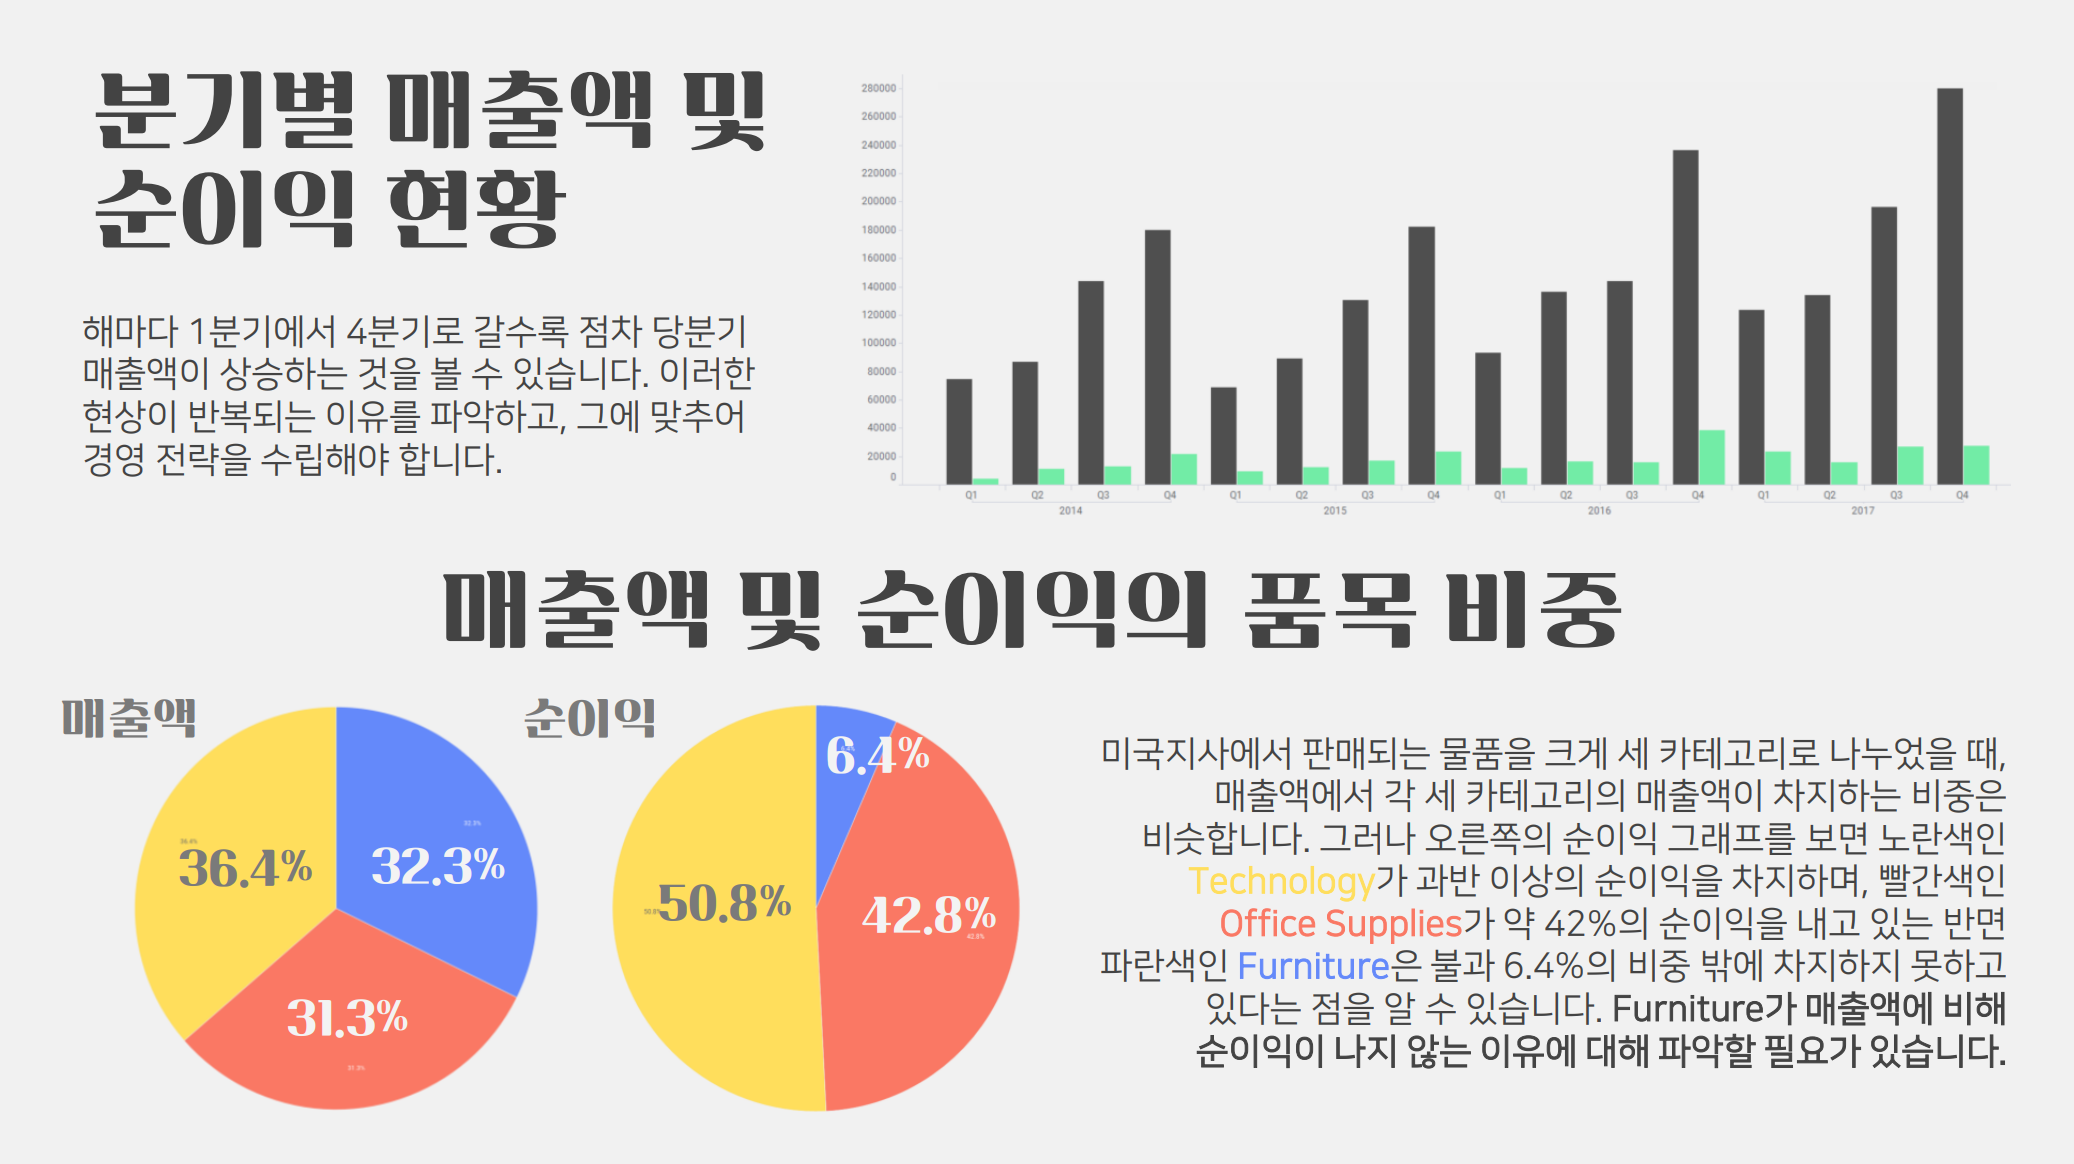 분기별 매출액 및
순이익 현황
해마다 1분기에서 4분기로 갈수록 점차 당분기
매출액이 상승하는 것을 볼 수 있습니다. 이러한
현상이 반복되는 이유를 파악하고, 그에 맞추어
경영 전략을 수립해야 합니다.
280000
260000
240000
220000
200000
180000
160000
140000
120000
100000
80000
60000
40000
20000
0
Q1 Q2 Q3 Q4 Q1 Q2 Q3 Q4 Q1 Q2 Q3 Q4 Q1 Q2 Q3 Q4
2014 2015 2016 2017
매출액 및 순이익의 품목 비중
매출액
36.4%
36.4%
32.3%
32.3%
31.3%
31.3%
순이익
6.4%
6.4%
50.8%
50.8%
42.8%
42.8%
미국지사에서 판매되는 물품을 크게 세 카테고리로 나누었을 때,
매출액에서 각 세 카테고리의 매출액이 차지하는 비중은
비슷합니다. 그러나 오른쪽의 순이익 그래프를 보면 노란색인
Technology가 과반 이상의 순이익을 차지하며, 빨간색인
Office Supplies가 약 42%의 순이익을 내고 있는 반면
파란색인 Furniture은 불과 6.4%의 비중 밖에 차지하지 못하고
있다는 점을 알 수 있습니다. Furniture가 매출액에 비해
순이익이 나지 않는 이유에 대해 파악할 필요가 있습니다.